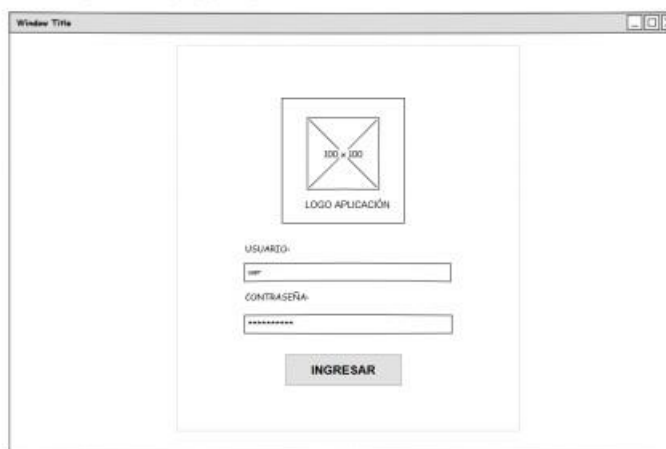 Window Title
100 x 100
LOGO APLICACIÓN
USUARIO:
user
CONTRASEÑA:
**********
INGRESAR